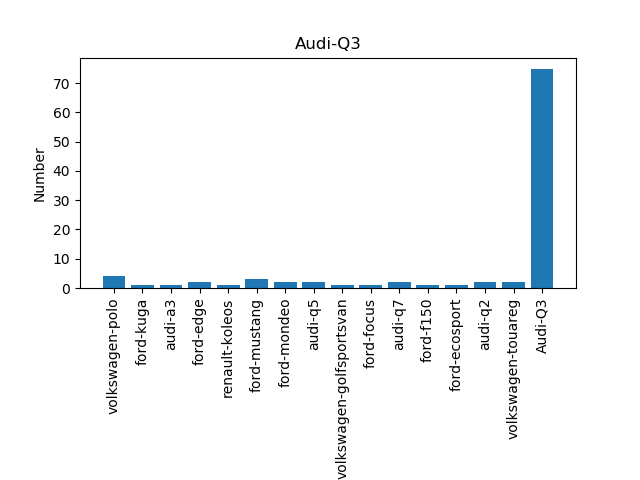 Audi-Q3
Number
70
60
50
40
30
20
10
0
volkswagen-polo
ford-kuga
audi-a3
ford-edge
renault-koleos
ford-mustang
ford-mondeo
audi-q5
volkswagen-golfsportsvan
ford-focus
audi-q7
ford-f150
ford-ecosport
audi-q2
volkswagen-touareg
Audi-Q3